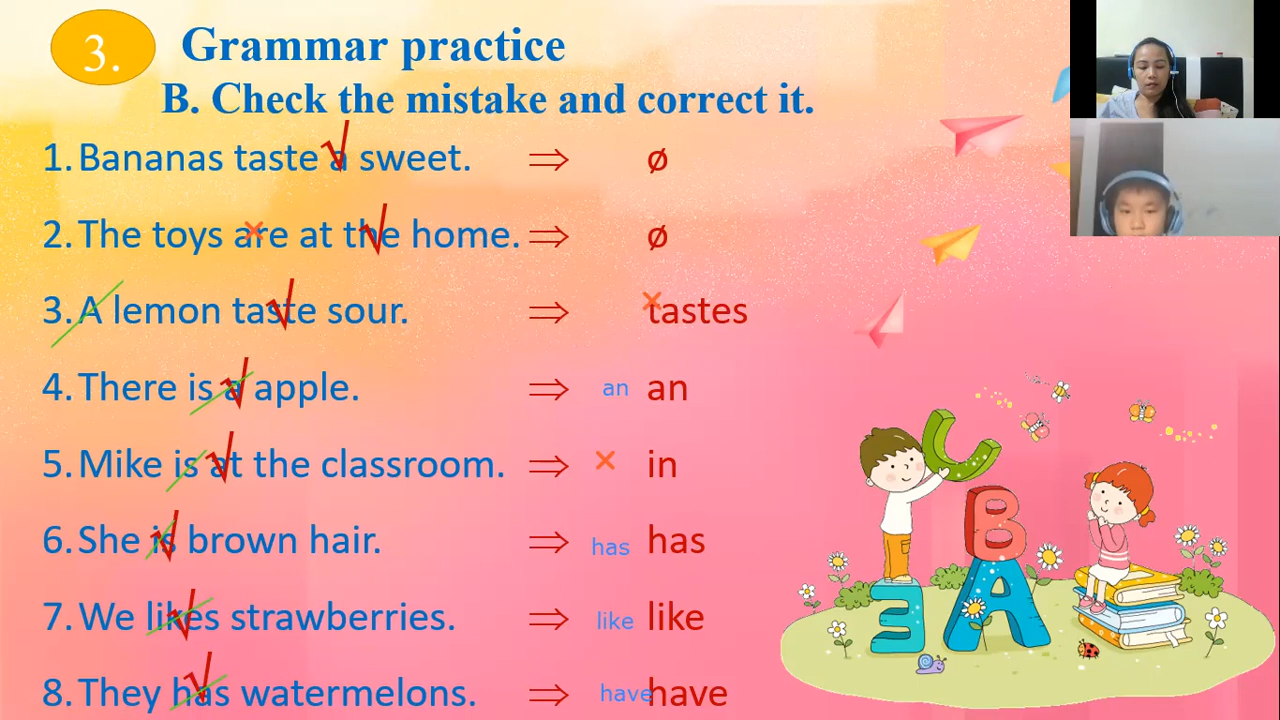 3. Grammar practice
B. Check the mistake and correct it.
1. Bananas taste a sweet. ⇒ ø
2. The toys are at the home. ⇒ ø
3. A lemon taste sour. ⇒ tastes
4. There is a apple. ⇒ an an
5. Mike is at the classroom. ⇒ in
6. She is brown hair. ⇒ has has
7. We likes strawberries. ⇒ like like
8. They has watermelons. ⇒ have have
C
B
A
3